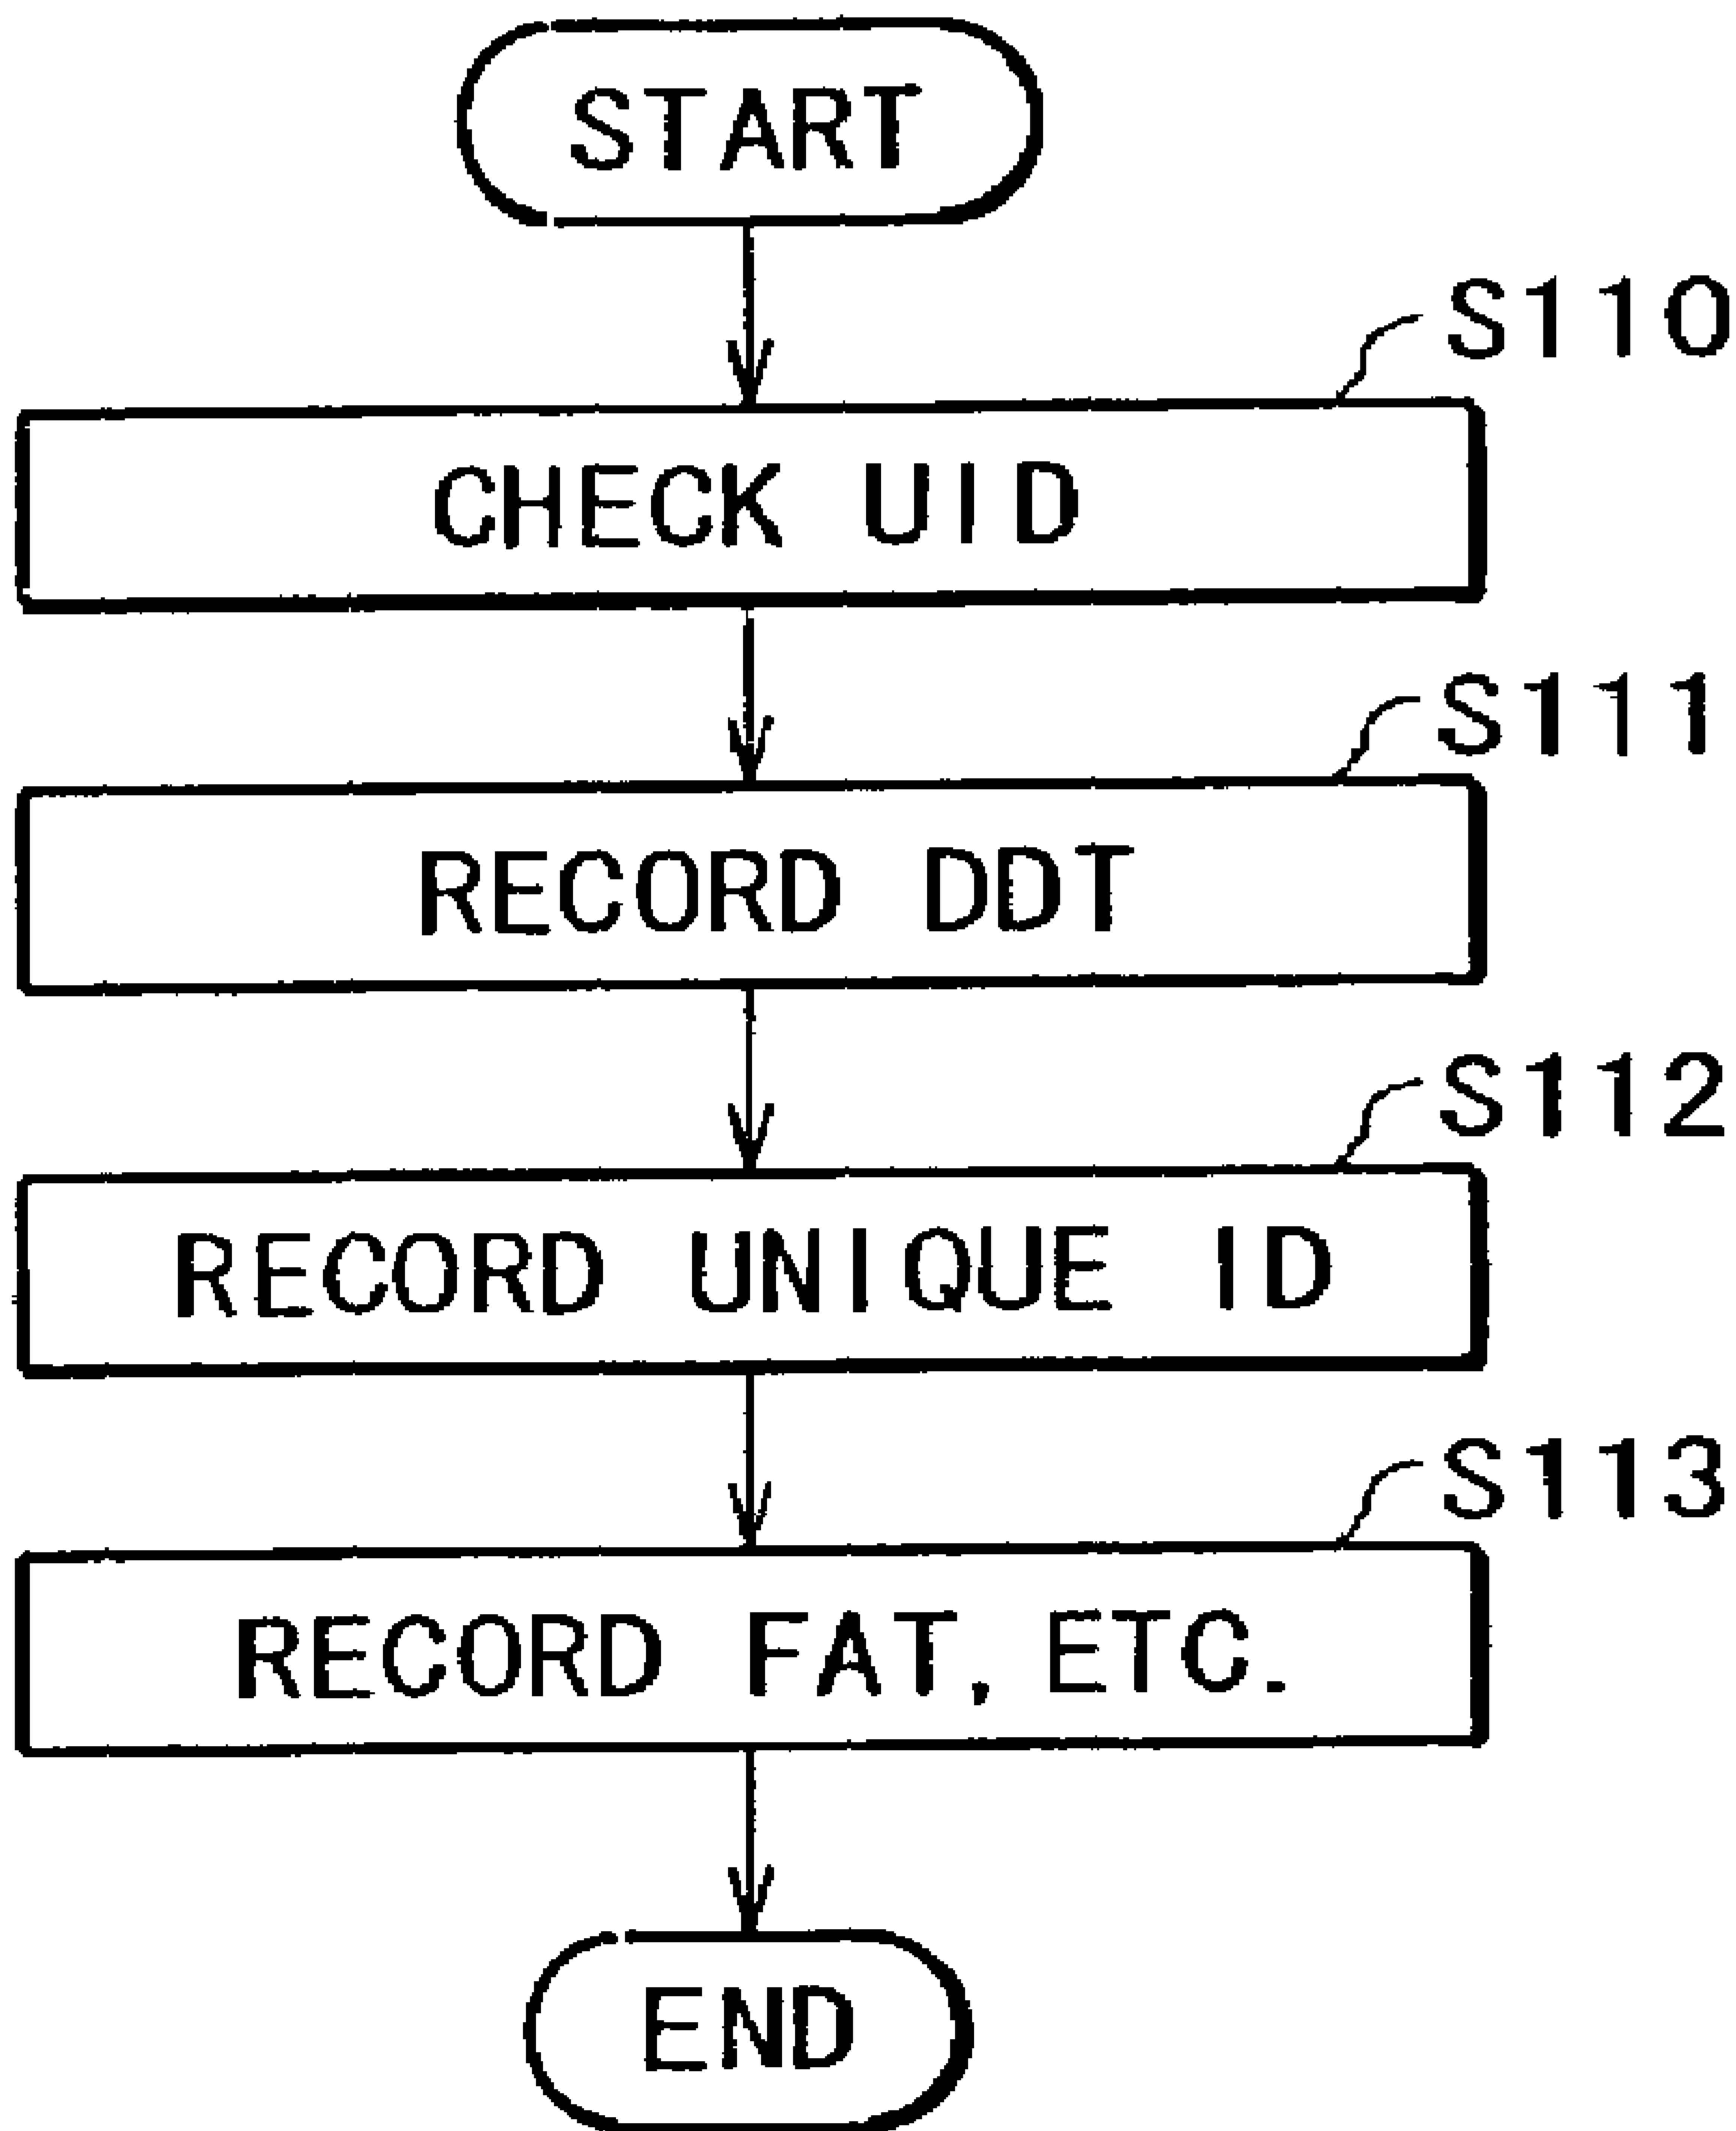 START
S110
CHECK UID
S111
RECORD DDT
S112
RECORD UNIQUE ID
S113
RECORD FAT, ETC.
END